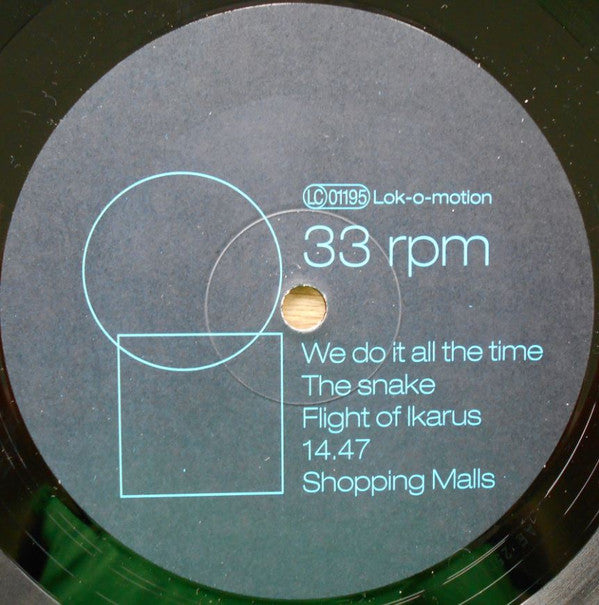 LC 01195 Lok-o-motion
33 rpm
We do it all the time
The snake
Flight of Ikarus
14.47
Shopping Malls